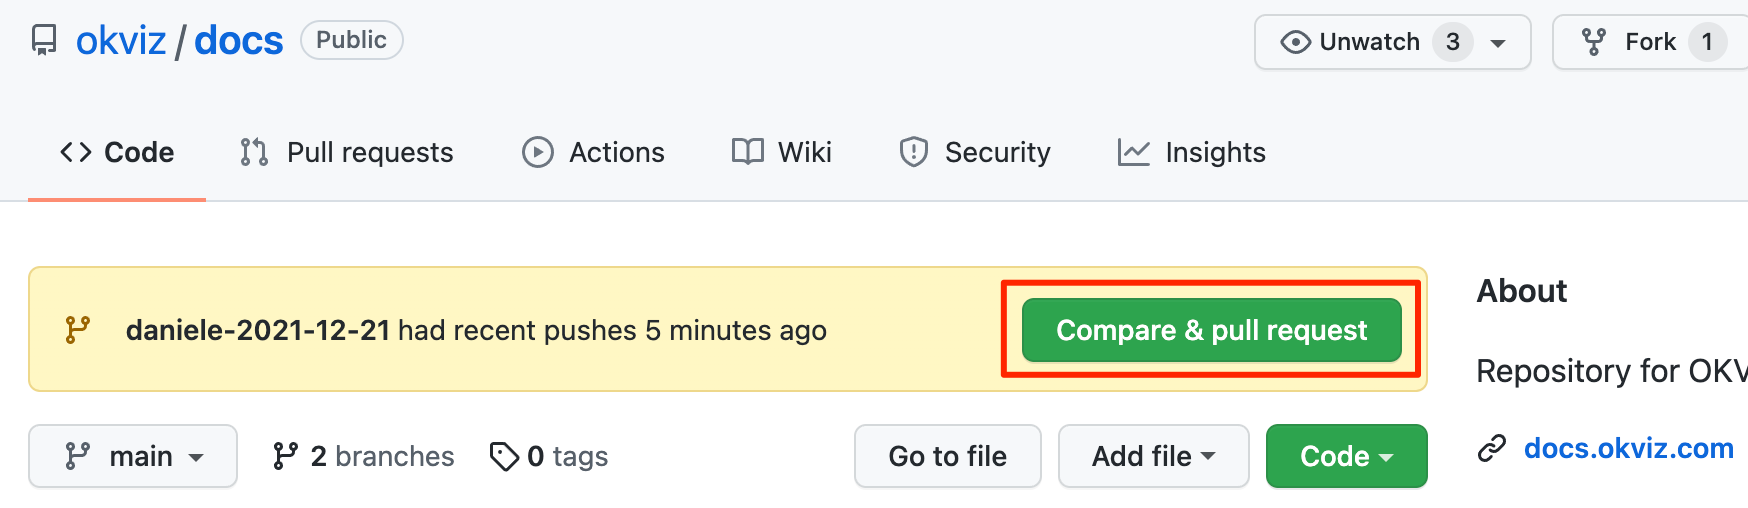 okviz / docs Public Unwatch 3 Fork 1
Code Pull requests Actions Wiki Security Insights
daniele-2021-12-21 had recent pushes 5 minutes ago Compare & pull request About
Repository for OKV
main 2 branches 0 tags Go to file Add file Code docs.okviz.com